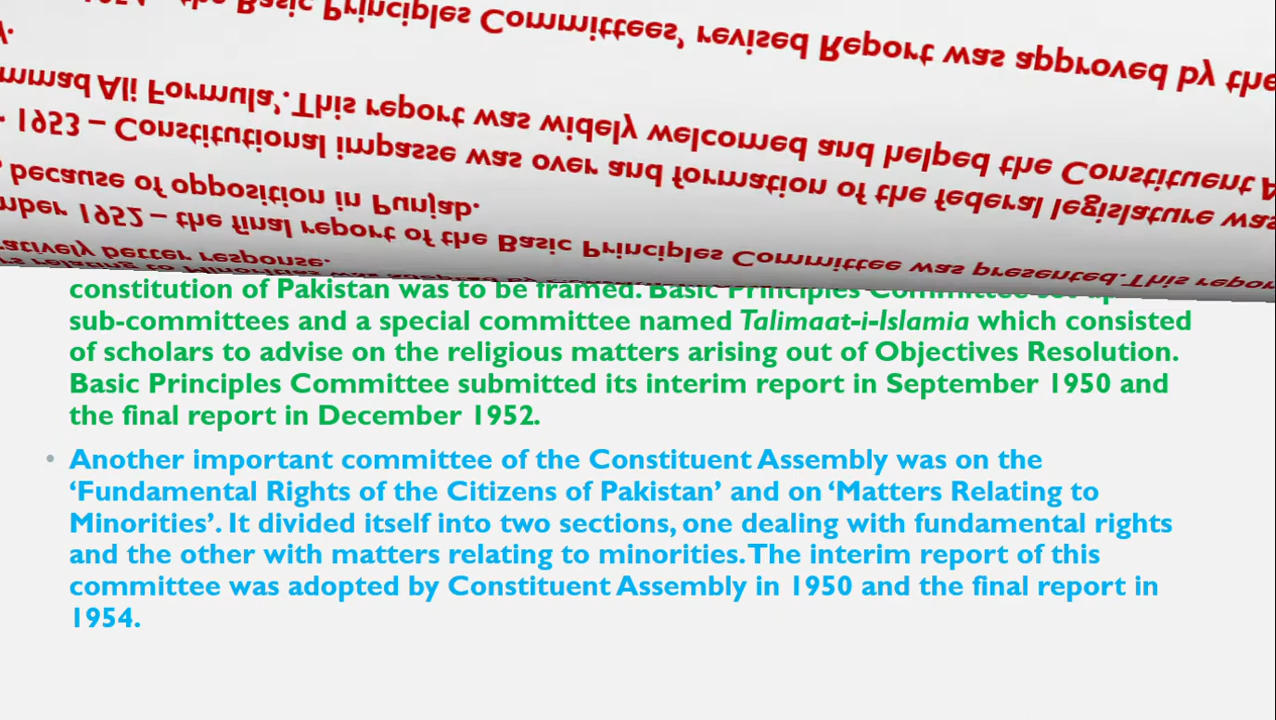 1954 – the Basic Principles Committees' revised Report was approved by the
y.
mmad Ali Formula'. This report was widely welcomed and helped the Constituent A
1953 – Constitutional impasse was over and formation of the federal legislature was
because of opposition in Punjab.
mber 1952 – the final report of the Basic Principles Committee was presented. This repor
ratively better response.
relating to Minorities was
constitution of Pakistan was to be framed. Basic Principles Committee set up
sub-committees and a special committee named Talimaat-i-Islamia which consisted
of scholars to advise on the religious matters arising out of Objectives Resolution.
Basic Principles Committee submitted its interim report in September 1950 and
the final report in December 1952.
• Another important committee of the Constituent Assembly was on the
‘Fundamental Rights of the Citizens of Pakistan’ and on ‘Matters Relating to
Minorities’. It divided itself into two sections, one dealing with fundamental rights
and the other with matters relating to minorities. The interim report of this
committee was adopted by Constituent Assembly in 1950 and the final report in
1954.